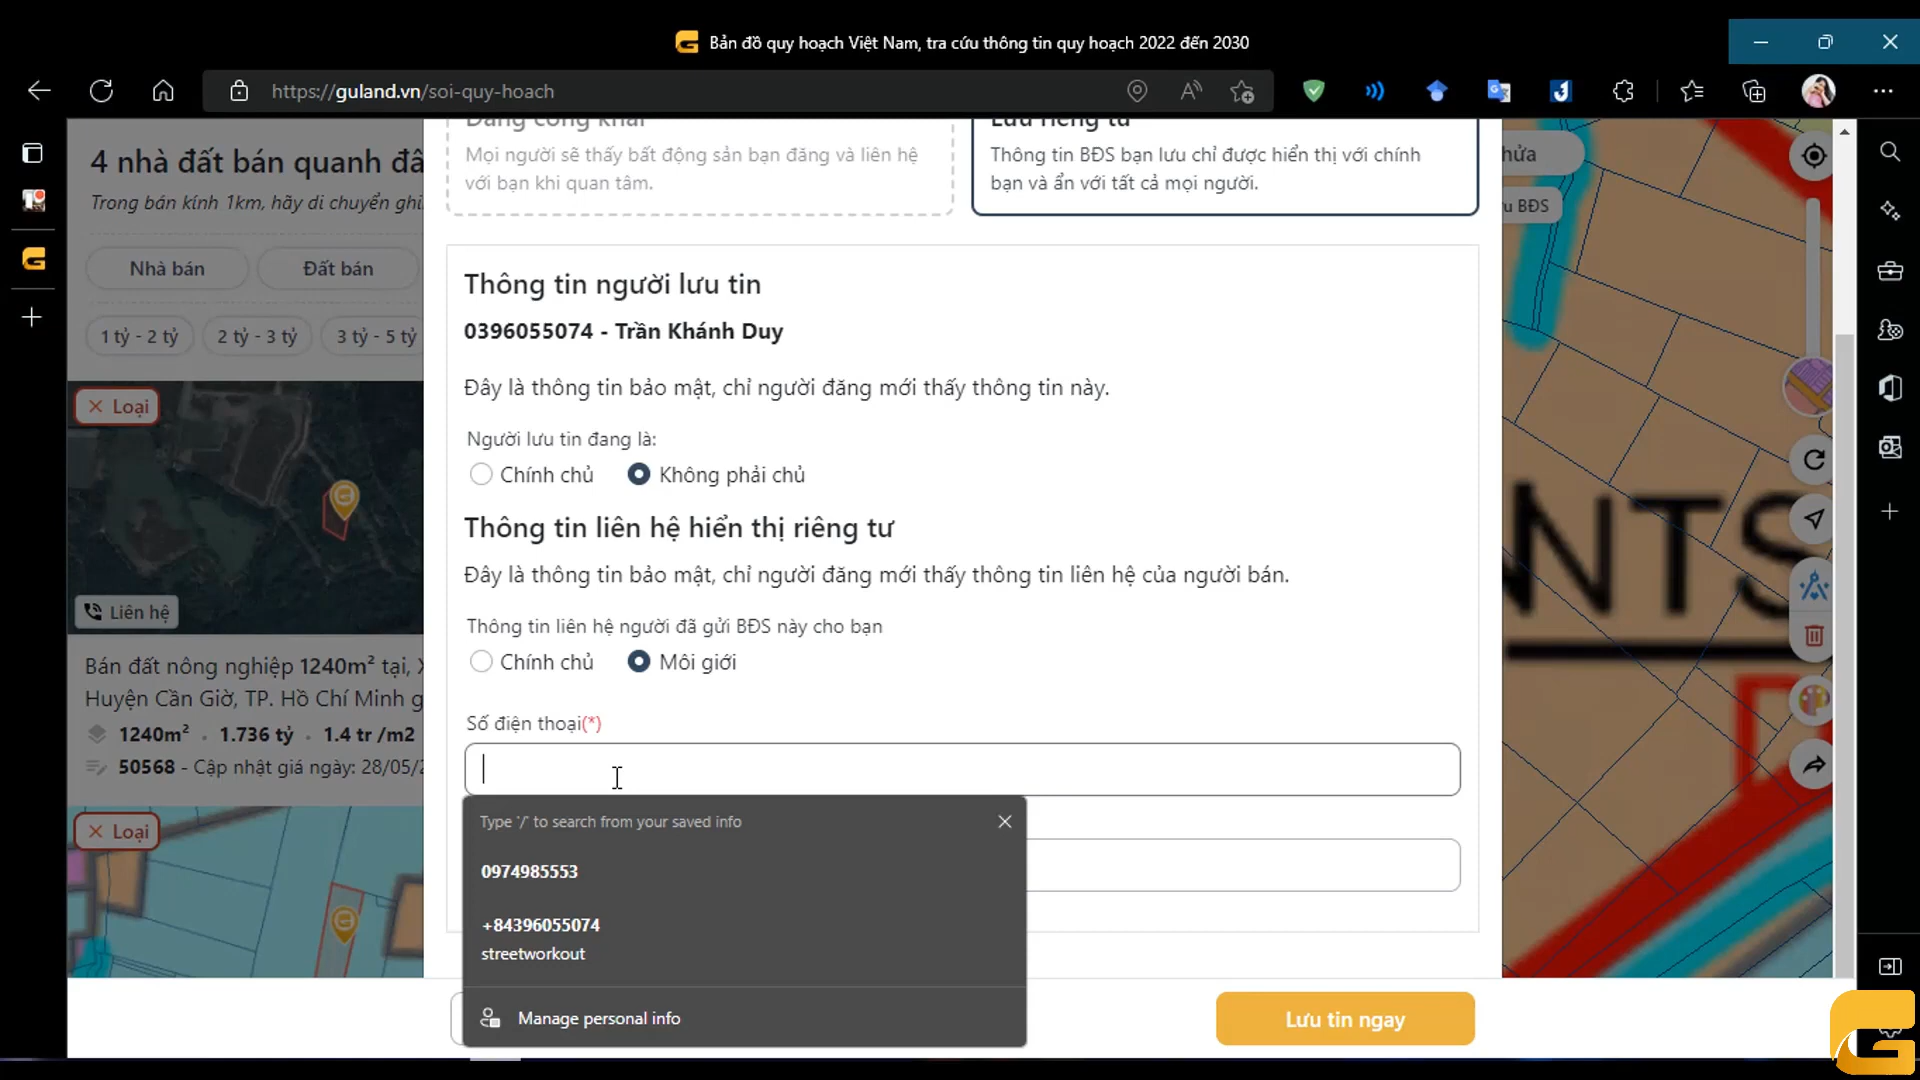 Bản đồ quy hoạch Việt Nam, tra cứu thông tin quy hoạch 2022 đến 2030
https://guland.vn/soi-quy-hoach
4 nhà đất bán quanh đâ
Trong bán kính 1km, hãy di chuyển ghi
Nhà bán
Đất bán
1 tỷ - 2 tỷ
2 tỷ - 3 tỷ
3 tỷ - 5 tỷ
Loại
Liên hệ
Bán đất nông nghiệp 1240m² tại, X
Huyện Cần Giờ, TP. Hồ Chí Minh g
1240m² . 1.736 tỷ . 1.4 tr /m2
50568 - Cập nhật giá ngày: 28/05/2
Loại
Đăng công khai
Mọi người sẽ thấy bất động sản bạn đăng và liên hệ
với bạn khi quan tâm.
Lưu riêng tư
Thông tin BĐS bạn lưu chỉ được hiển thị với chính
bạn và ẩn với tất cả mọi người.
Thông tin người lưu tin
0396055074 - Trần Khánh Duy
Đây là thông tin bảo mật, chỉ người đăng mới thấy thông tin này.
Người lưu tin đang là:
Chính chủ
Không phải chủ
Thông tin liên hệ hiển thị riêng tư
Đây là thông tin bảo mật, chỉ người đăng mới thấy thông tin liên hệ của người bán.
Thông tin liên hệ người đã gửi BĐS này cho bạn
Chính chủ
Môi giới
Số điện thoại(*)
Type '/' to search from your saved info
0974985553
+84396055074
streetworkout
Manage personal info
Lưu tin ngay
hửa
u BĐS
NTS